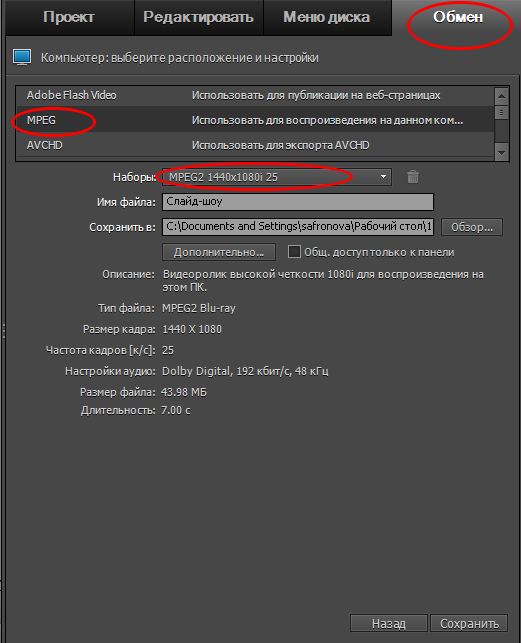 Проект Редактировать Меню диска Обмен
Компьютер: выберите расположение и настройки
Adobe Flash Video Использовать для публикации на веб-страницах
MPEG Использовать для воспроизведения на данном ком...
AVCHD Использовать для экспорта AVCHD
Наборы: MPEG2 1440x1080i 25
Имя файла: Слайд-шоу
Сохранить в: C:\Documents and Settings\safronova\Рабочий стол\1 Обзор...
Дополнительно... Общ. доступ только к панели
Описание: Видеоролик высокой четкости 1080i для воспроизведения на
этом ПК.
Тип файла: MPEG2 Blu-ray
Размер кадра: 1440 X 1080
Частота кадров [к/с]: 25
Настройки аудио: Dolby Digital, 192 кбит/с, 48 кГц
Размер файла: 43.98 МБ
Длительность: 7.00 с
Назад Сохранить